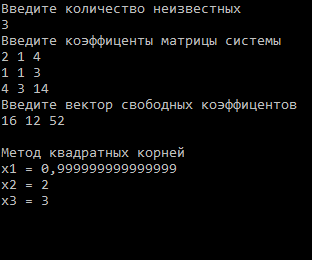 Введите количество неизвестных
3
Введите коэффиценты матрицы системы
2 1 4
1 1 3
4 3 14
Введите вектор свободных коэффицентов
16 12 52
Метод квадратных корней
x1 = 0,999999999999999
x2 = 2
x3 = 3